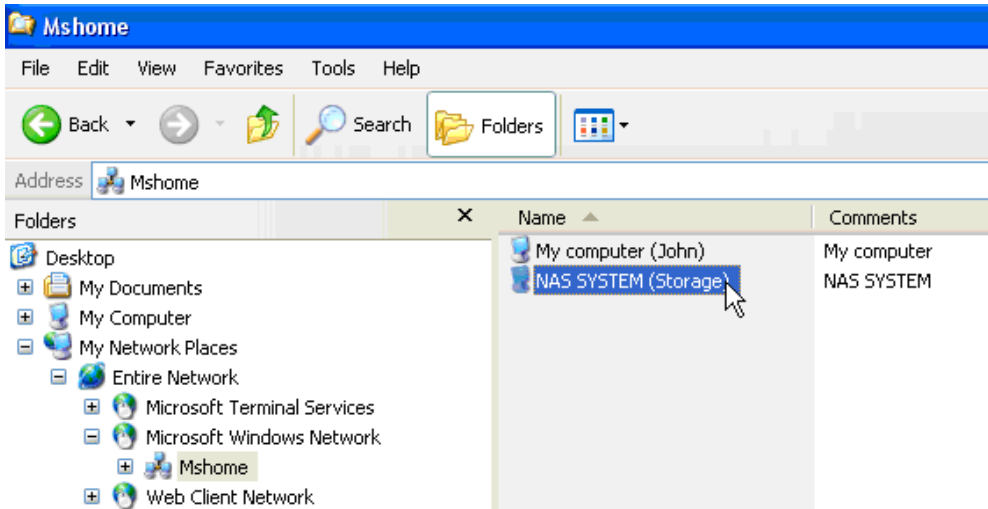 Mshome
File Edit View Favorites Tools Help
Back Search Folders
Address Mshome
Folders × Name Comments
Desktop
My Documents
My Computer
My Network Places
Entire Network
Microsoft Terminal Services
Microsoft Windows Network
Mshome
Web Client Network
My computer (John) My computer
NAS SYSTEM (Storage) NAS SYSTEM